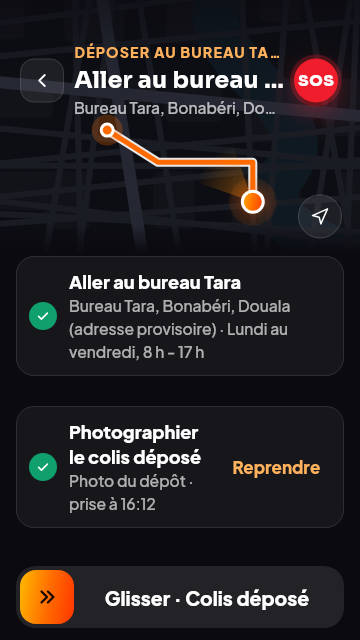 DÉPOSER AU BUREAU TA…
Aller au bureau …
SOS
Bureau Tara, Bonabéri, Do…
Aller au bureau Tara
Bureau Tara, Bonabéri, Douala
(adresse provisoire) · Lundi au
vendredi, 8 h - 17 h
Photographier
le colis déposé
Photo du dépôt ·
prise à 16:12
Reprendre
Glisser · Colis déposé